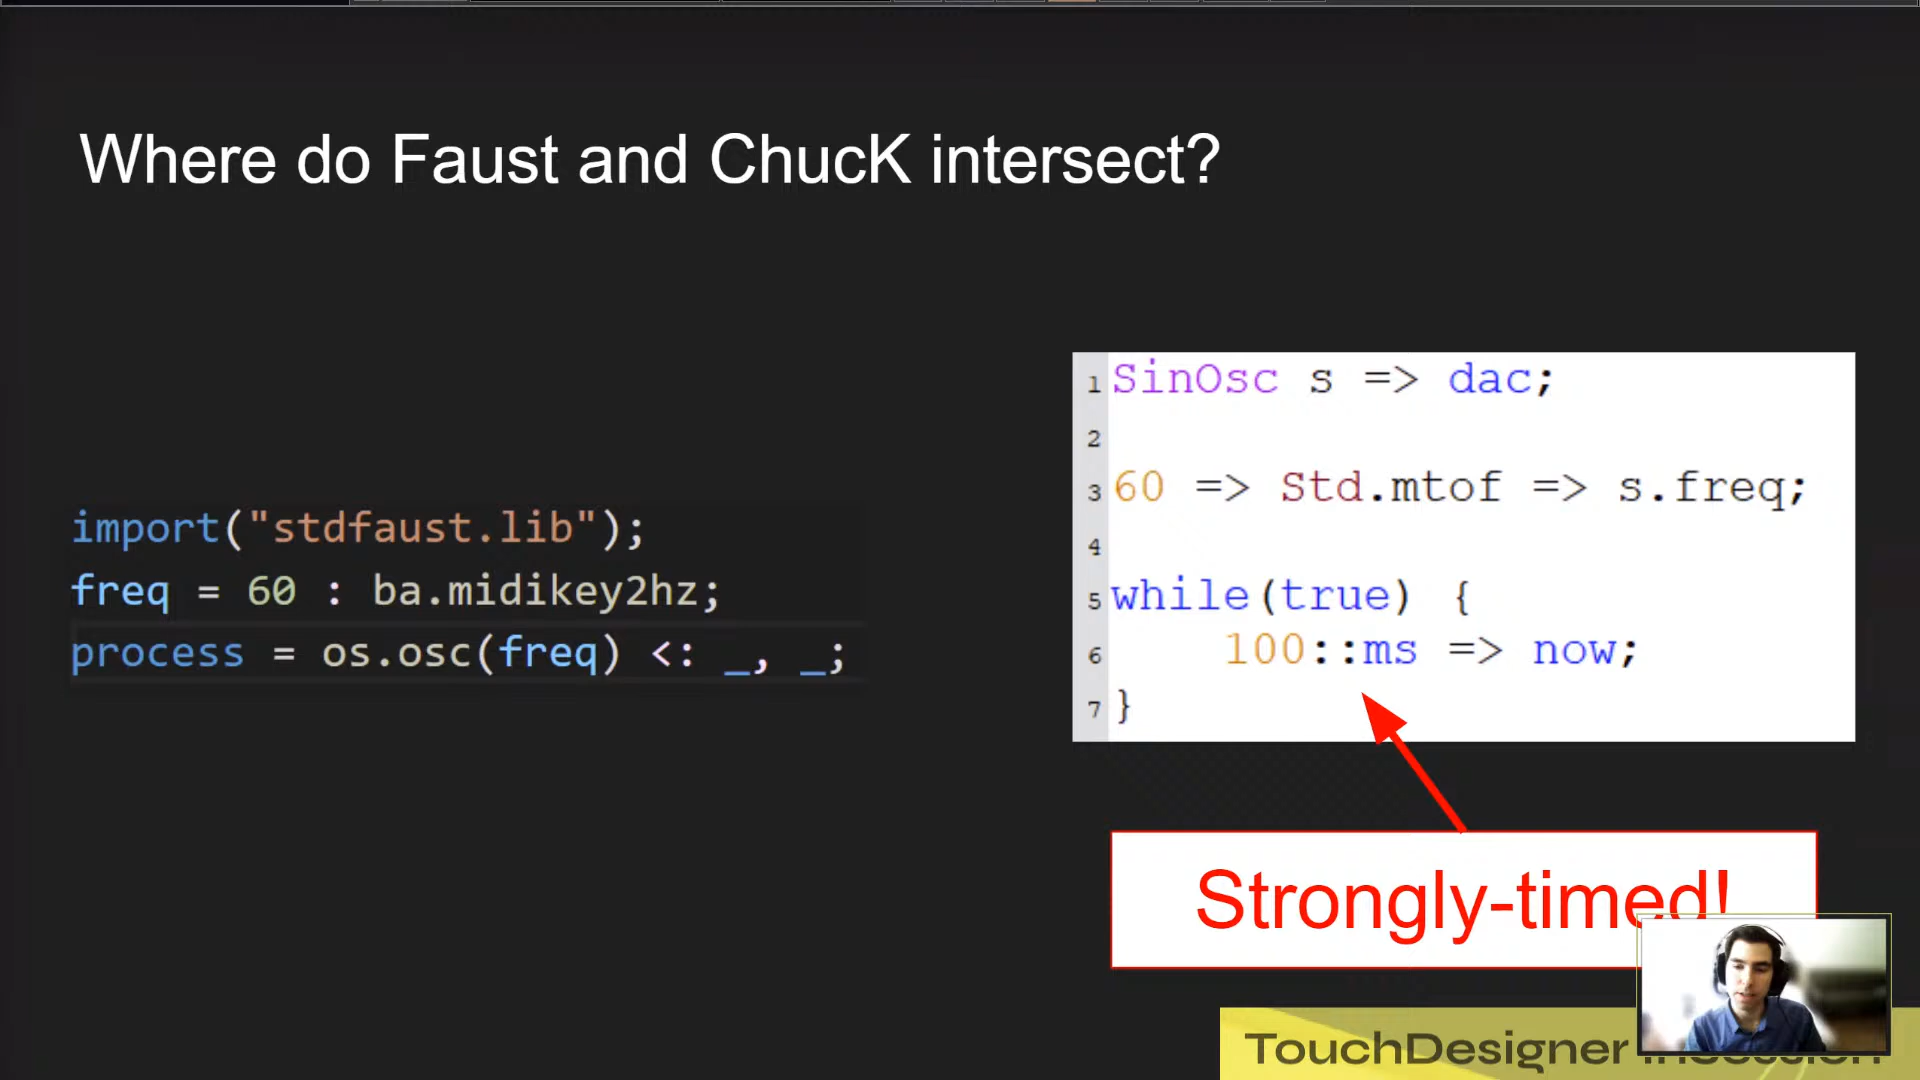 Where do Faust and ChucK intersect?
import("stdfaust.lib");
freq = 60 : ba.midikey2hz;
process = os.osc(freq) <: _, _;
1 SinOsc s => dac;
2
3 60 => Std.mtof => s.freq;
4
5 while(true) {
6 100::ms => now;
7 }
Strongly-timed!
TouchDesigner